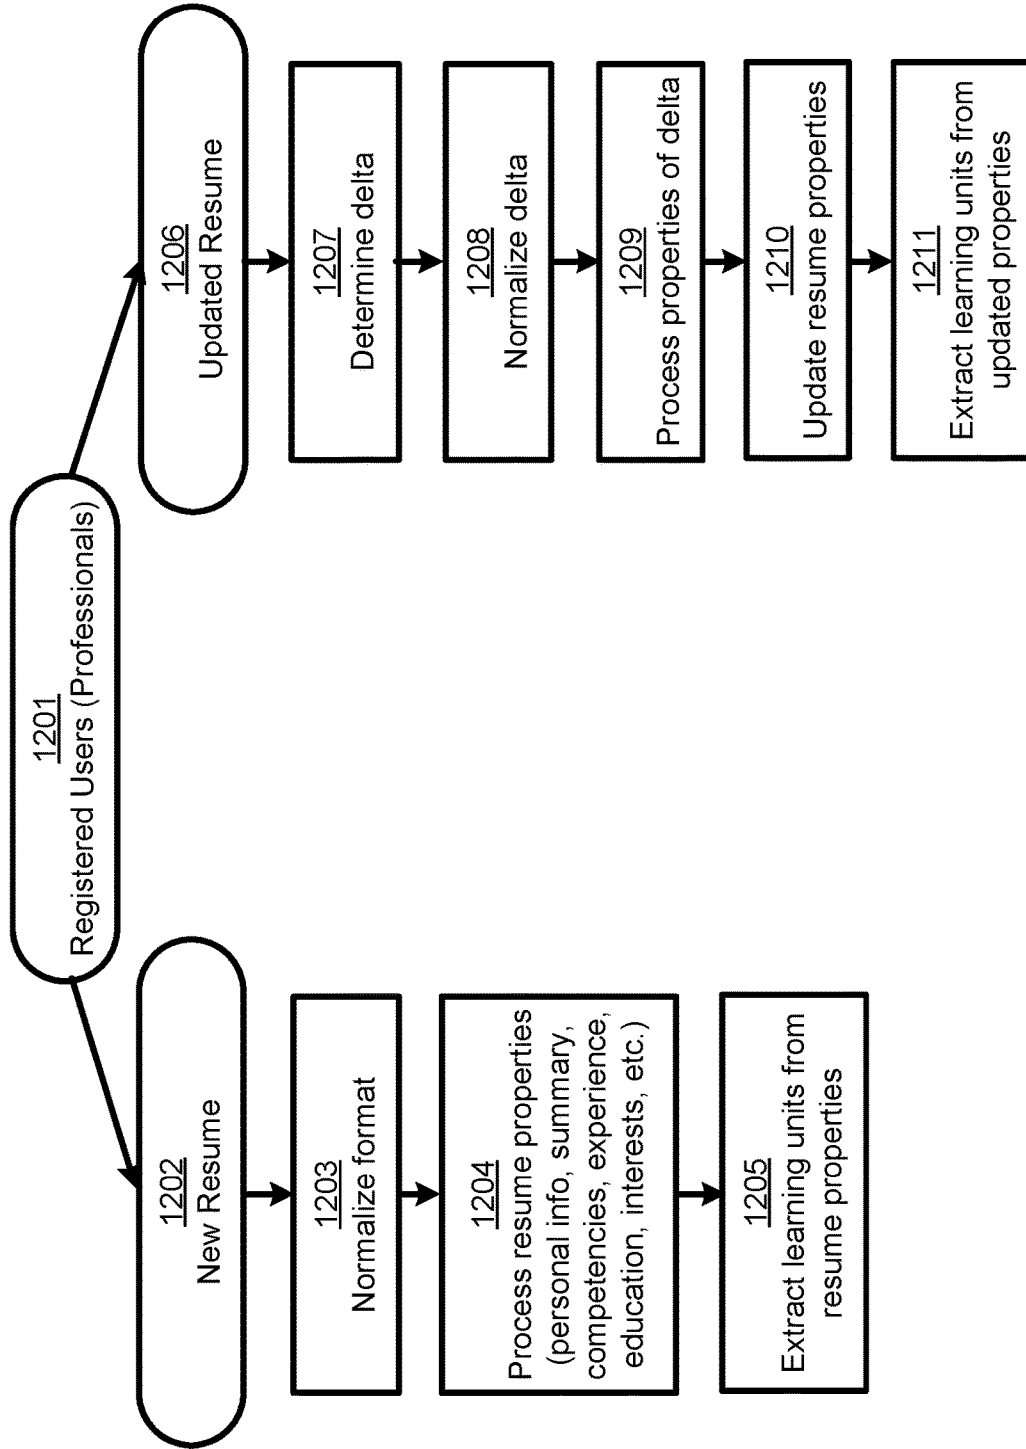 1201
Registered Users (Professionals)
1202
New Resume
1203
Normalize format
1204
Process resume properties
(personal info, summary,
competencies, experience,
education, interests, etc.)
1205
Extract learning units from
resume properties
1206
Updated Resume
1207
Determine delta
1208
Normalize delta
1209
Process properties of delta
1210
Update resume properties
1211
Extract learning units from
updated properties